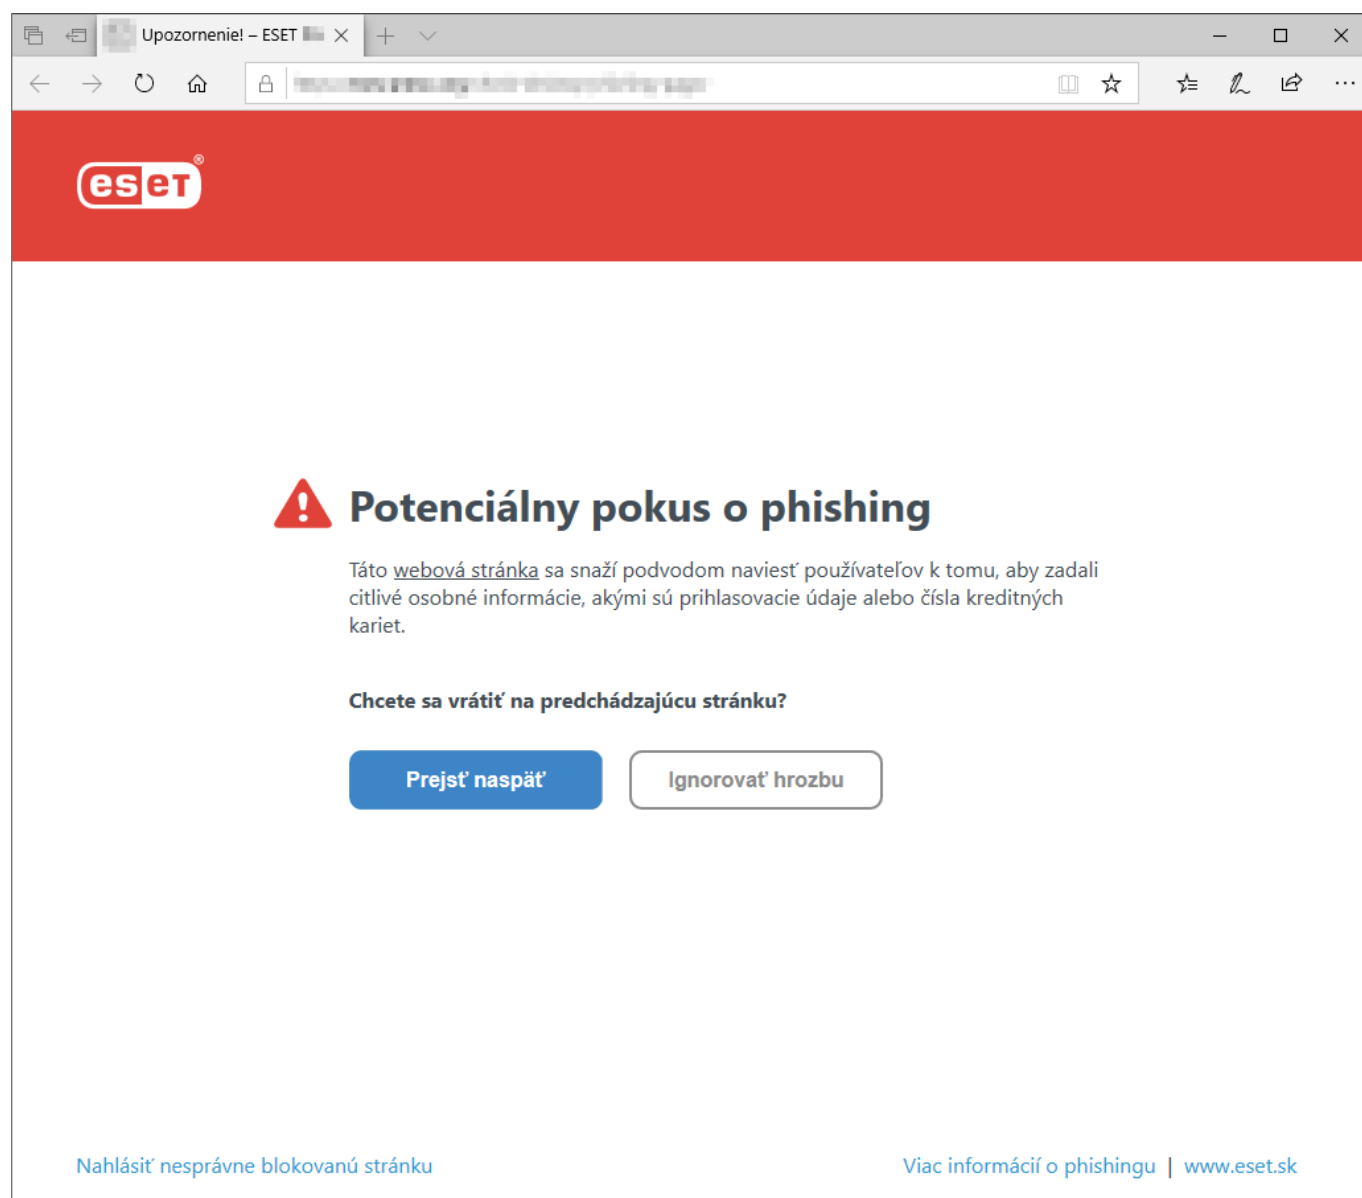 Upozornenie! – ESET
eset®
Potenciálny pokus o phishing
Táto webová stránka sa snaží podvodom naviesť používateľov k tomu, aby zadali
citlivé osobné informácie, akými sú prihlasovacie údaje alebo čísla kreditných
kariet.
Chcete sa vrátiť na predchádzajúcu stránku?
Prejsť naspäť
Ignorovať hrozbu
Nahlásiť nesprávne blokovanú stránku
Viac informácií o phishingu | www.eset.sk